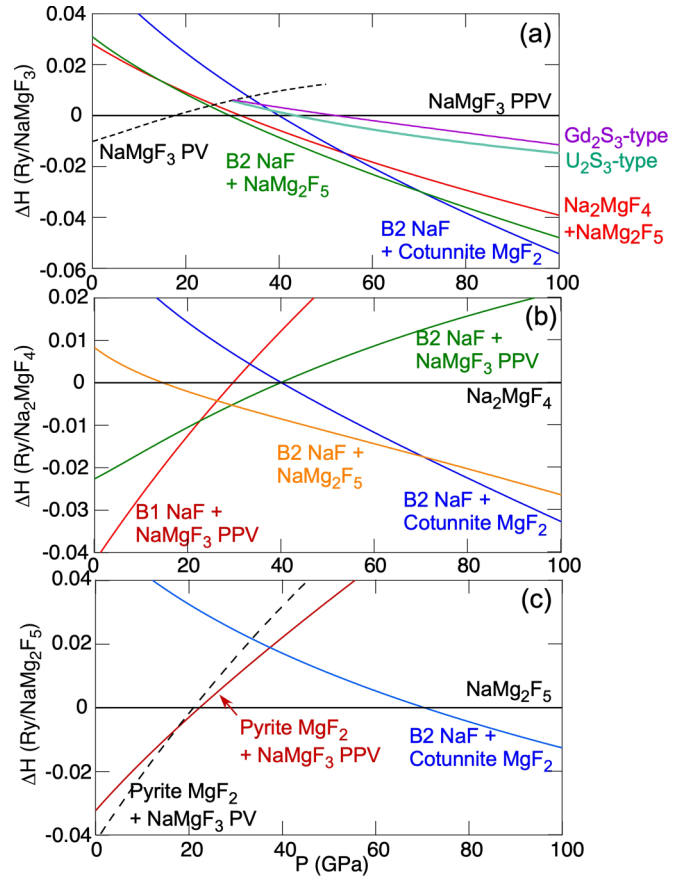 (a)
ΔH (Ry/NaMgF₃)
0.04
0.02
0
-0.02
-0.04
-0.06
NaMgF₃ PPV
Gd₂S₃-type
U₂S₃-type
NaMgF₃ PV
B2 NaF
+ NaMg₂F₅
B2 NaF
+ Cotunnite MgF₂
Na₂MgF₄
+NaMg₂F₅
0 20 40 60 80 100
(b)
ΔH (Ry/Na₂MgF₄)
0.02
0.01
0
-0.01
-0.02
-0.03
-0.04
B2 NaF +
NaMgF₃ PPV
Na₂MgF₄
B2 NaF +
NaMg₂F₅
B1 NaF +
NaMgF₃ PPV
B2 NaF +
Cotunnite MgF₂
0 20 40 60 80 100
(c)
ΔH (Ry/NaMg₂F₅)
0.04
0.02
0
-0.02
-0.04
NaMg₂F₅
Pyrite MgF₂
+ NaMgF₃ PPV
B2 NaF +
Cotunnite MgF₂
Pyrite MgF₂
+ NaMgF₃ PV
0 20 40 60 80 100
P (GPa)